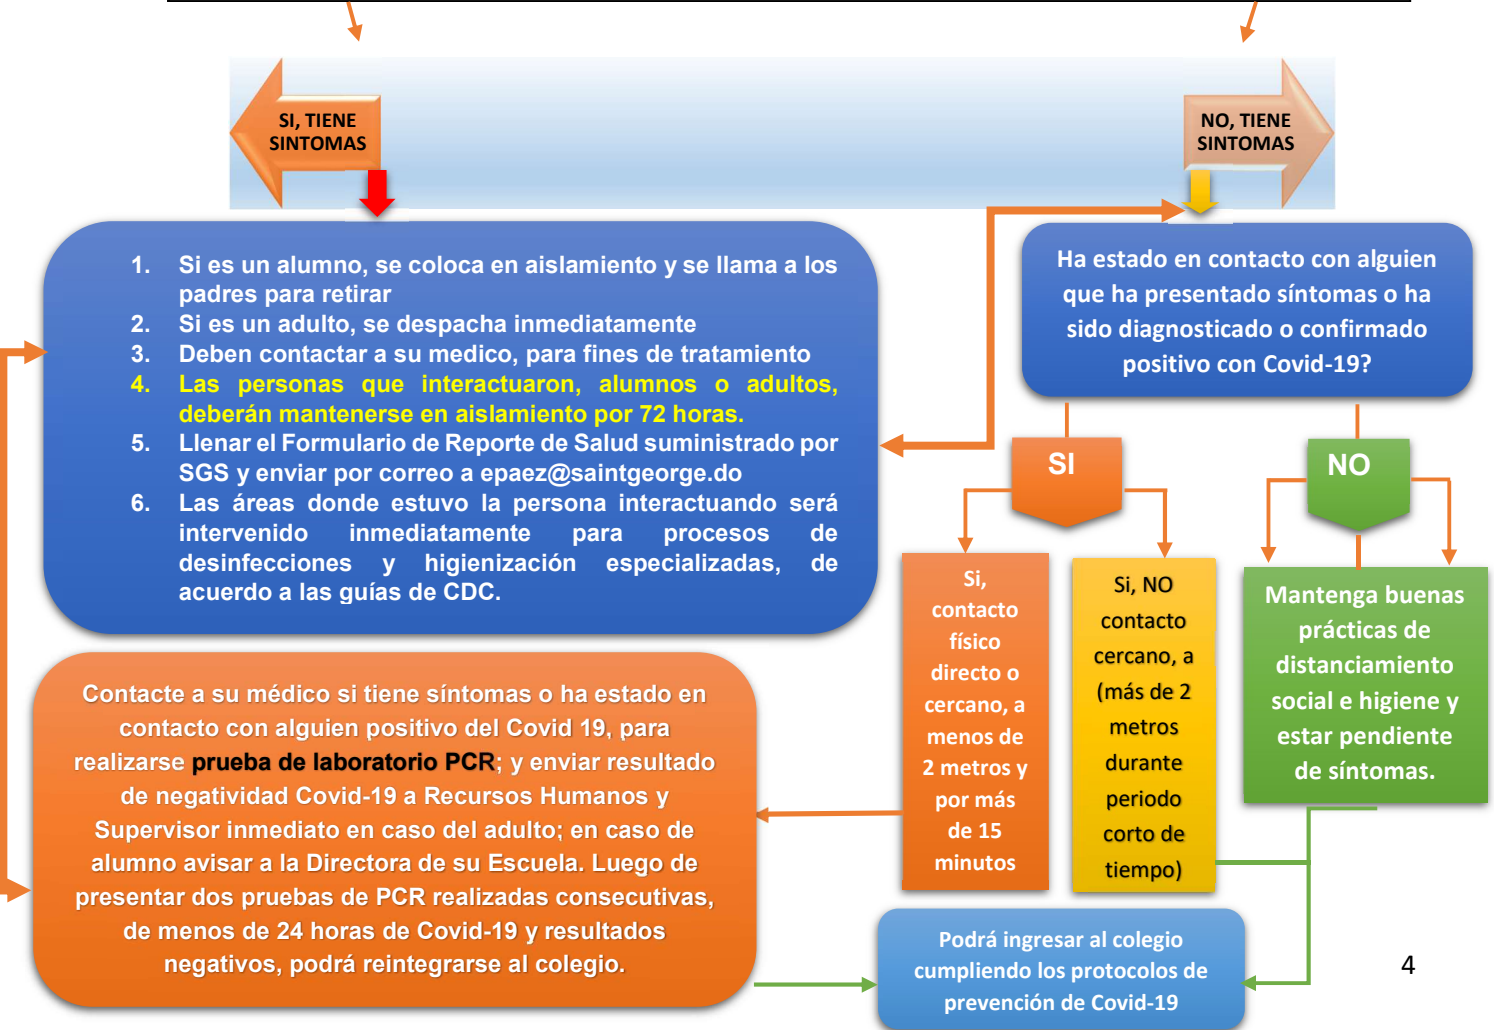 SI, TIENE
SINTOMAS
NO, TIENE
SINTOMAS
1. Si es un alumno, se coloca en aislamiento y se llama a los
padres para retirar
2. Si es un adulto, se despacha inmediatamente
3. Deben contactar a su medico, para fines de tratamiento
4. Las personas que interactuaron, alumnos o adultos,
deberán mantenerse en aislamiento por 72 horas.
5. Llenar el Formulario de Reporte de Salud suministrado por
SGS y enviar por correo a epaez@saintgeorge.do
6. Las áreas donde estuvo la persona interactuando será
intervenido inmediatamente para procesos de
desinfecciones y higienización especializadas, de
acuerdo a las guías de CDC.
Ha estado en contacto con alguien
que ha presentado síntomas o ha
sido diagnosticado o confirmado
positivo con Covid-19?
SI
NO
Si,
contacto
físico
directo o
cercano, a
menos de
2 metros y
por más
de 15
minutos
Si, NO
contacto
cercano, a
(más de 2
metros
durante
periodo
corto de
tiempo)
Mantenga buenas
prácticas de
distanciamiento
social e higiene y
estar pendiente
de síntomas.
Contacte a su médico si tiene síntomas o ha estado en
contacto con alguien positivo del Covid 19, para
realizarse prueba de laboratorio PCR; y enviar resultado
de negatividad Covid-19 a Recursos Humanos y
Supervisor inmediato en caso del adulto; en caso de
alumno avisar a la Directora de su Escuela. Luego de
presentar dos pruebas de PCR realizadas consecutivas,
de menos de 24 horas de Covid-19 y resultados
negativos, podrá reintegrarse al colegio.
Podrá ingresar al colegio
cumpliendo los protocolos de
prevención de Covid-19
4